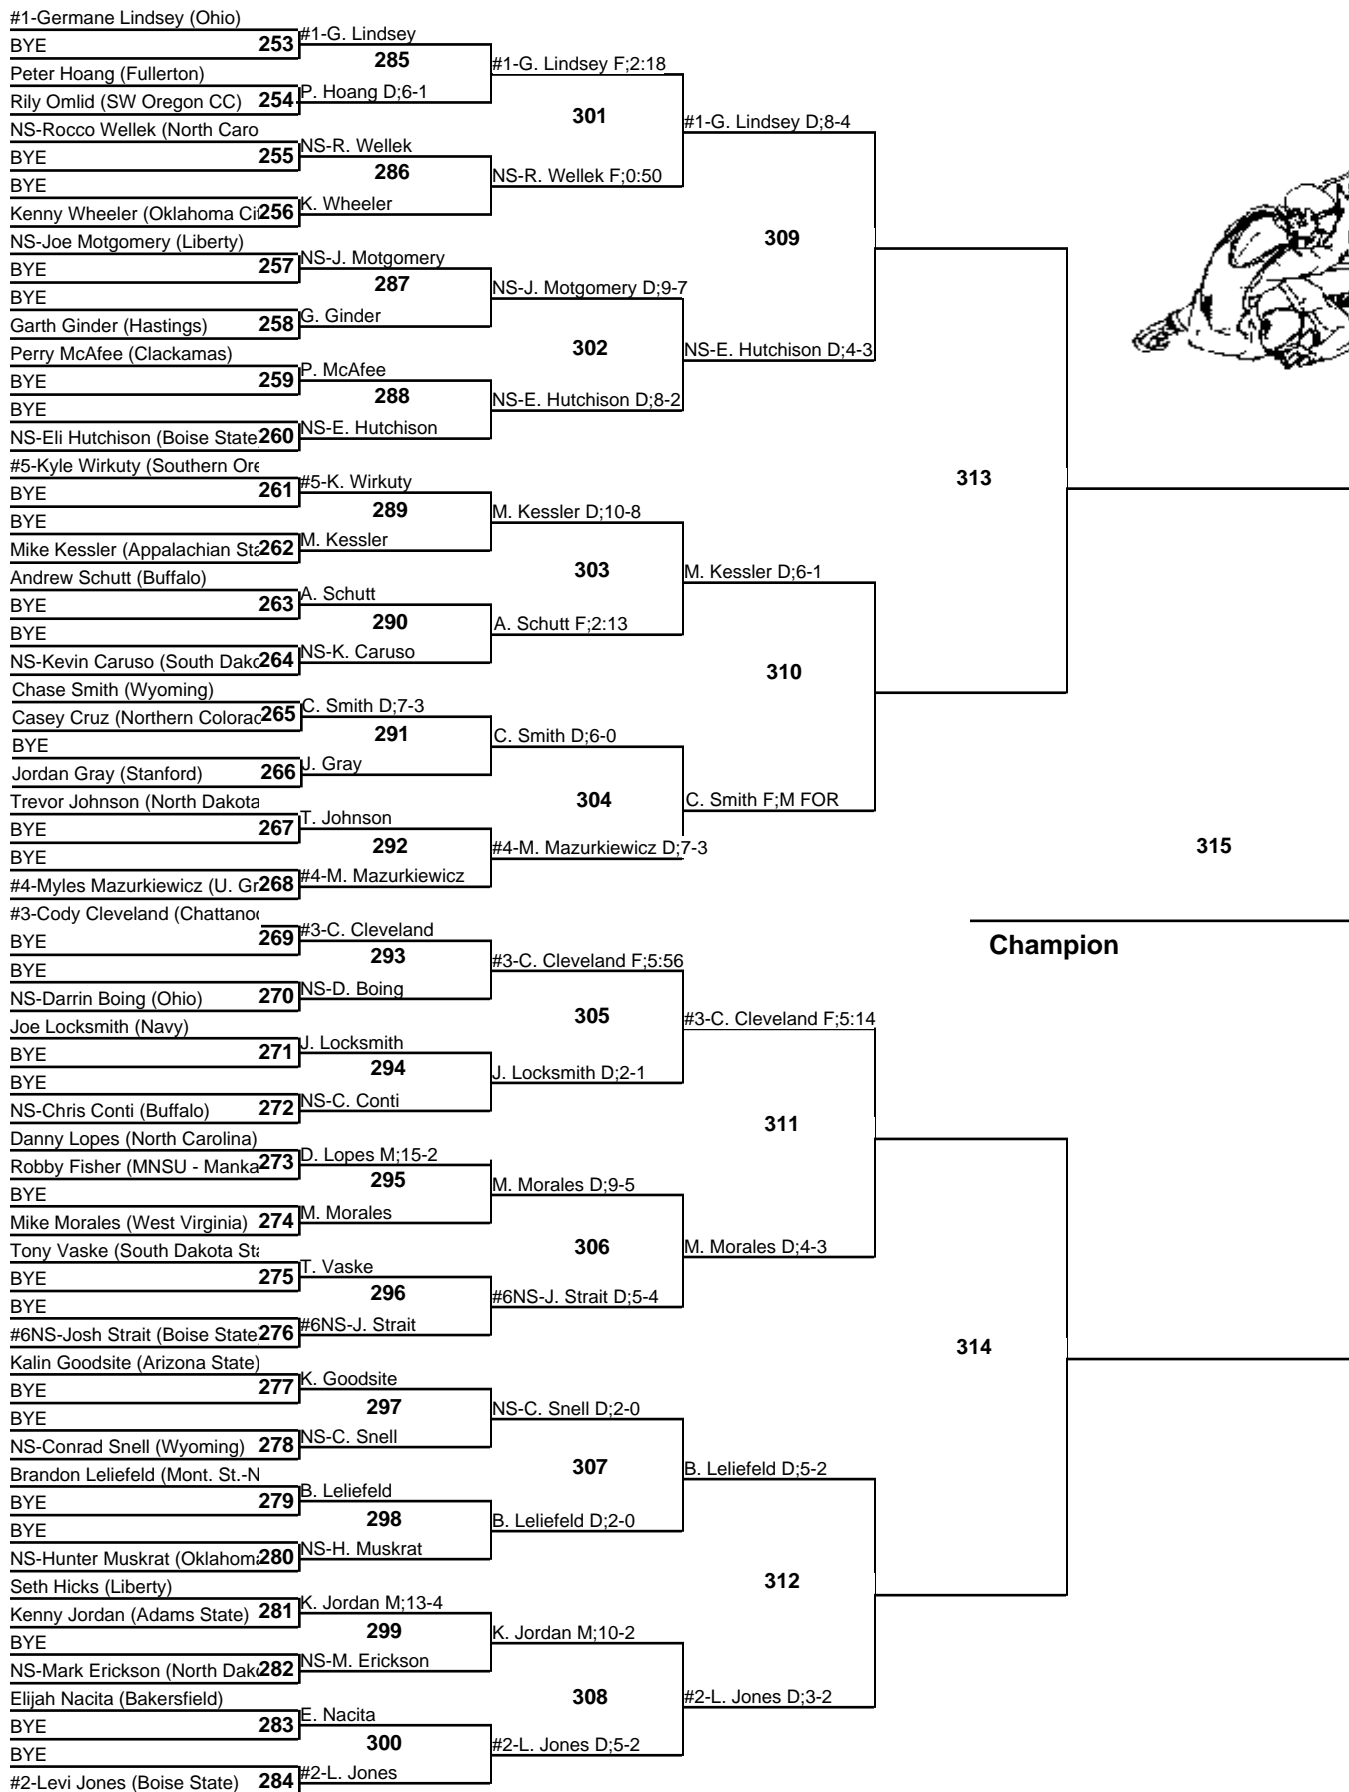 #1-Germane Lindsey (Ohio)
BYE
253
#1-G. Lindsey
285
Peter Hoang (Fullerton)
Rily Omlid (SW Oregon CC)
254
P. Hoang D;6-1
#1-G. Lindsey F;2:18
301
NS-Rocco Wellek (North Caro
BYE
255
NS-R. Wellek
286
BYE
Kenny Wheeler (Oklahoma Ci
256
K. Wheeler
NS-R. Wellek F;0:50
#1-G. Lindsey D;8-4
309
NS-Joe Motgomery (Liberty)
BYE
257
NS-J. Motgomery
287
BYE
Garth Ginder (Hastings)
258
G. Ginder
NS-J. Motgomery D;9-7
302
Perry McAfee (Clackamas)
BYE
259
P. McAfee
288
BYE
NS-Eli Hutchison (Boise State
260
NS-E. Hutchison
NS-E. Hutchison D;8-2
NS-E. Hutchison D;4-3
313
#5-Kyle Wirkuty (Southern Ore
BYE
261
#5-K. Wirkuty
289
BYE
Mike Kessler (Appalachian Sta
262
M. Kessler
M. Kessler D;10-8
303
Andrew Schutt (Buffalo)
BYE
263
A. Schutt
290
BYE
NS-Kevin Caruso (South Dako
264
NS-K. Caruso
A. Schutt F;2:13
M. Kessler D;6-1
310
Chase Smith (Wyoming)
Casey Cruz (Northern Colorad
265
C. Smith D;7-3
291
BYE
Jordan Gray (Stanford)
266
J. Gray
C. Smith D;6-0
304
Trevor Johnson (North Dakota
BYE
267
T. Johnson
292
BYE
#4-Myles Mazurkiewicz (U. Gr
268
#4-M. Mazurkiewicz
#4-M. Mazurkiewicz D;7-3
C. Smith F;M FOR
315
Champion
#3-Cody Cleveland (Chattanoo
BYE
269
#3-C. Cleveland
293
BYE
NS-Darrin Boing (Ohio)
270
NS-D. Boing
#3-C. Cleveland F;5:56
305
Joe Locksmith (Navy)
BYE
271
J. Locksmith
294
BYE
NS-Chris Conti (Buffalo)
272
NS-C. Conti
J. Locksmith D;2-1
#3-C. Cleveland F;5:14
311
Danny Lopes (North Carolina)
Robby Fisher (MNSU - Manka
273
D. Lopes M;15-2
295
BYE
Mike Morales (West Virginia)
274
M. Morales
M. Morales D;9-5
306
Tony Vaske (South Dakota Sta
BYE
275
T. Vaske
296
BYE
#6NS-Josh Strait (Boise State
276
#6NS-J. Strait
#6NS-J. Strait D;5-4
M. Morales D;4-3
314
Kalin Goodsite (Arizona State)
BYE
277
K. Goodsite
297
BYE
NS-Conrad Snell (Wyoming)
278
NS-C. Snell
NS-C. Snell D;2-0
307
Brandon Leliefeld (Mont. St.-N
BYE
279
B. Leliefeld
298
BYE
NS-Hunter Muskrat (Oklahoma
280
NS-H. Muskrat
B. Leliefeld D;2-0
B. Leliefeld D;5-2
312
Seth Hicks (Liberty)
Kenny Jordan (Adams State)
281
K. Jordan M;13-4
299
BYE
NS-Mark Erickson (North Dako
282
NS-M. Erickson
K. Jordan M;10-2
308
Elijah Nacita (Bakersfield)
BYE
283
E. Nacita
300
BYE
#2-Levi Jones (Boise State)
284
#2-L. Jones
#2-L. Jones D;5-2
#2-L. Jones D;3-2